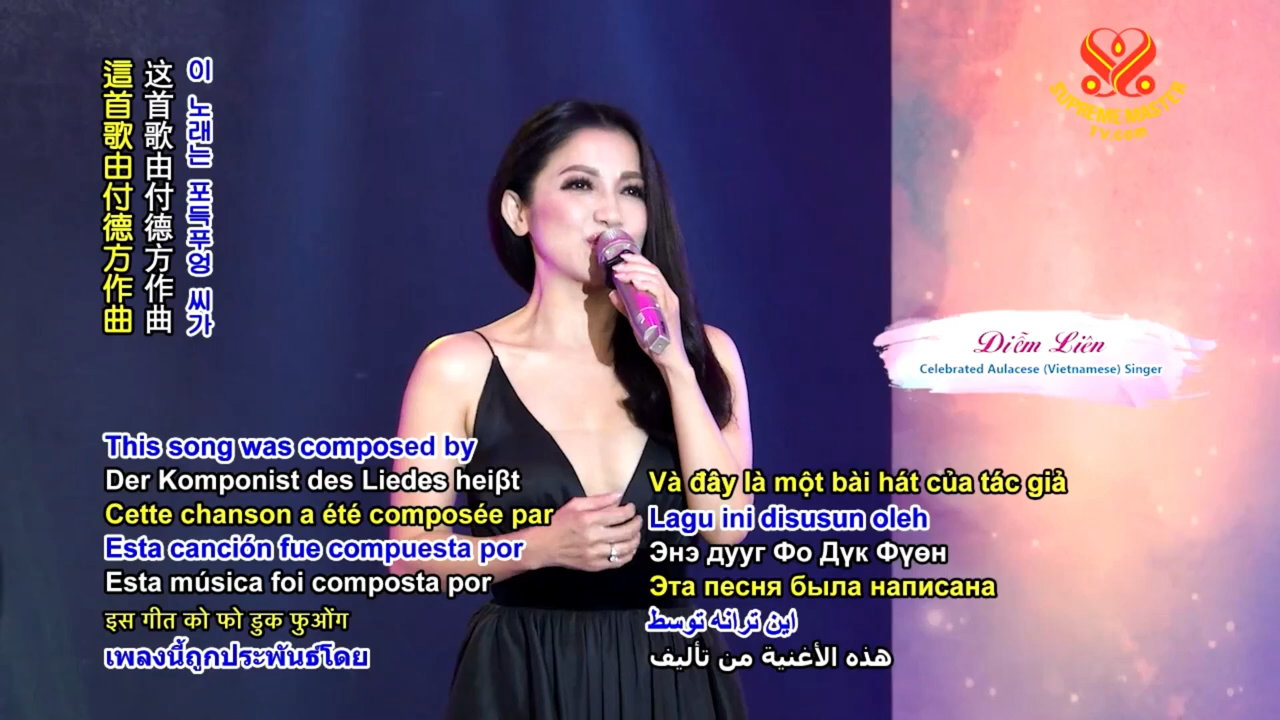 這首歌由付德方作曲
这首歌由付德方作曲
이 노래는 포득푸엉 씨가
SUPREME MASTER
TV.COM
Diễm Liên
Celebrated Aulacese (Vietnamese) Singer
This song was composed by
Der Komponist des Liedes heiβt
Cette chanson a été composée par
Esta canción fue compuesta por
Esta música foi composta por
इस गीत को फो डुक फुओंग
เพลงนี้ถูกประพันธ์โดย
Và đây là một bài hát của tác giả
Lagu ini disusun oleh
Энэ дууг Фо Дүк Фүөн
Эта песня была написана
این ترانه توسط
هذه الأغنية من تأليف